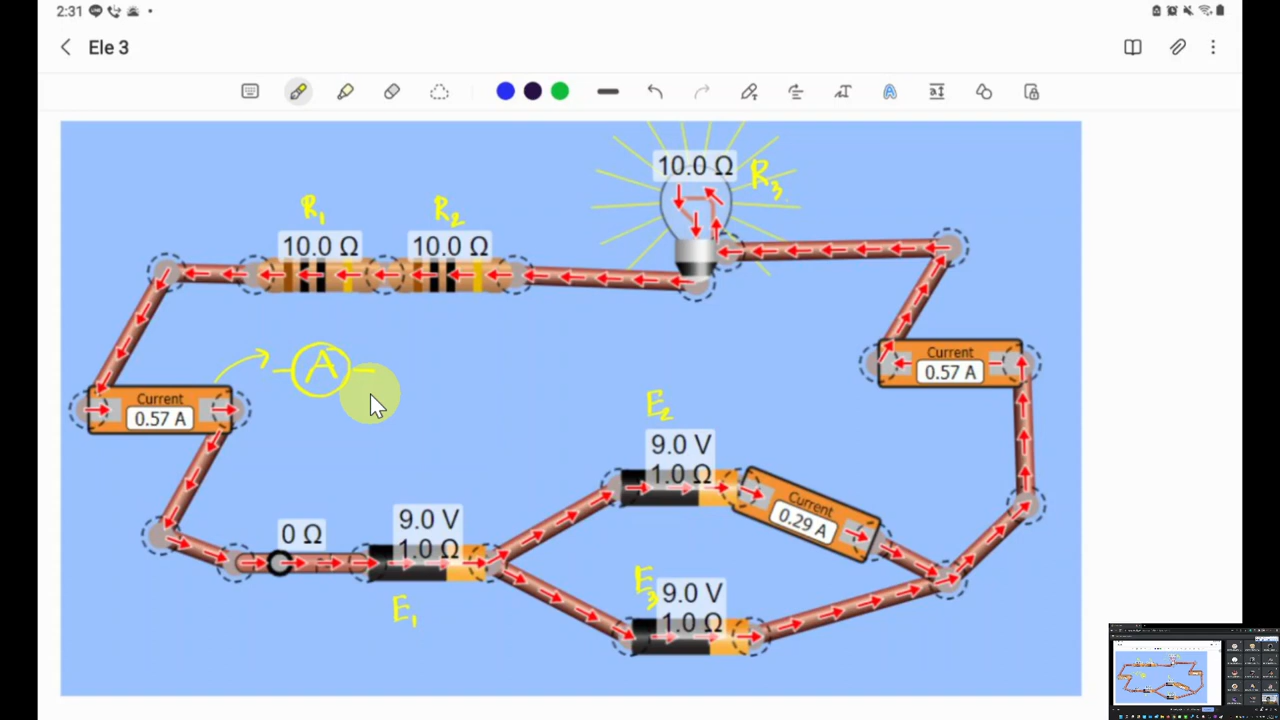 2:31
Ele 3
10.0 Ω
R3
R1
R2
10.0 Ω
10.0 Ω
A
Current
0.57 A
Current
0.57 A
E2
9.0 V
1.0 Ω
Current
0.29 A
0 Ω
9.0 V
1.0 Ω
E1
E3
9.0 V
1.0 Ω